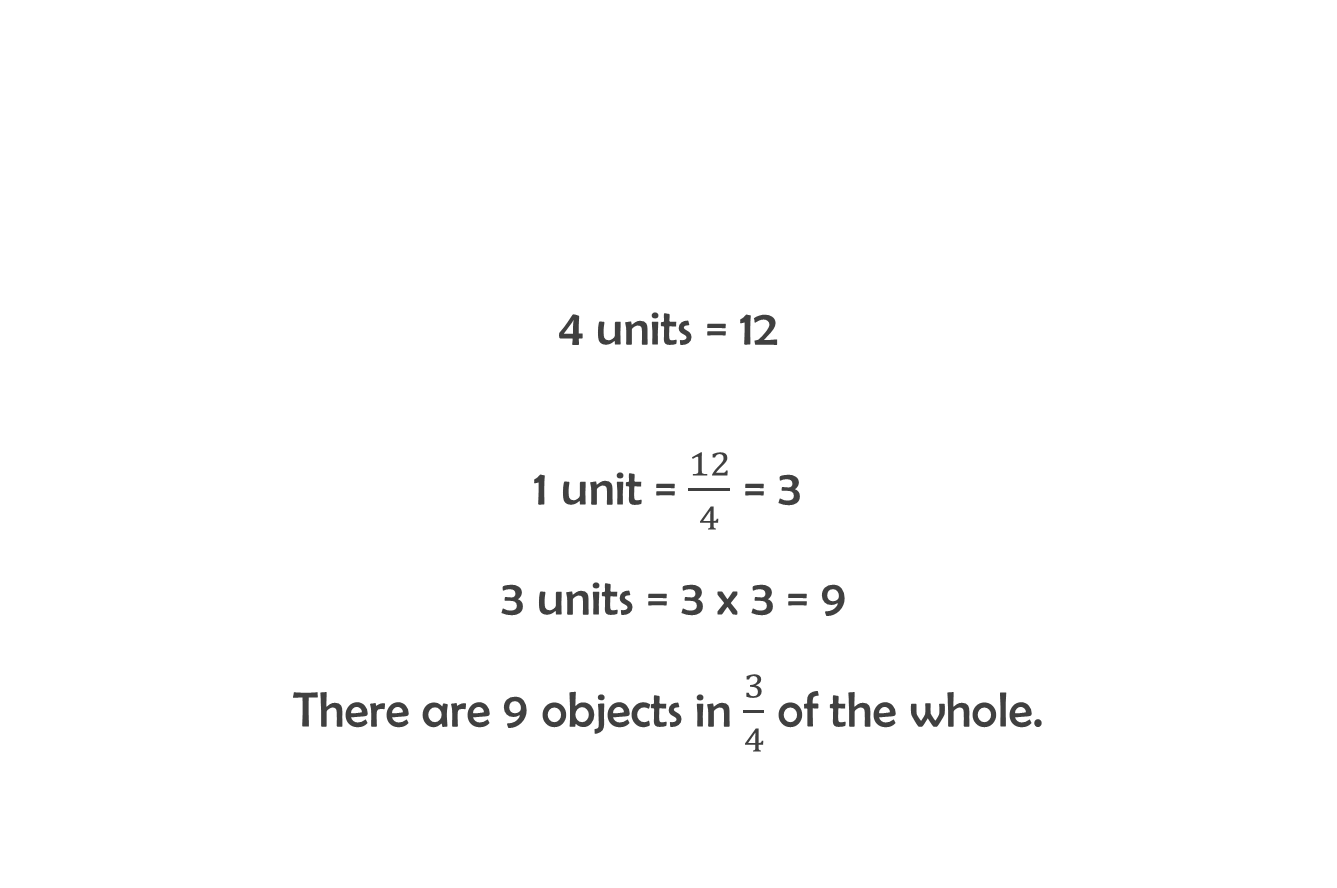 4 units = 12
1 unit = 12/4 = 3
3 units = 3 x 3 = 9
There are 9 objects in 3/4 of the whole.